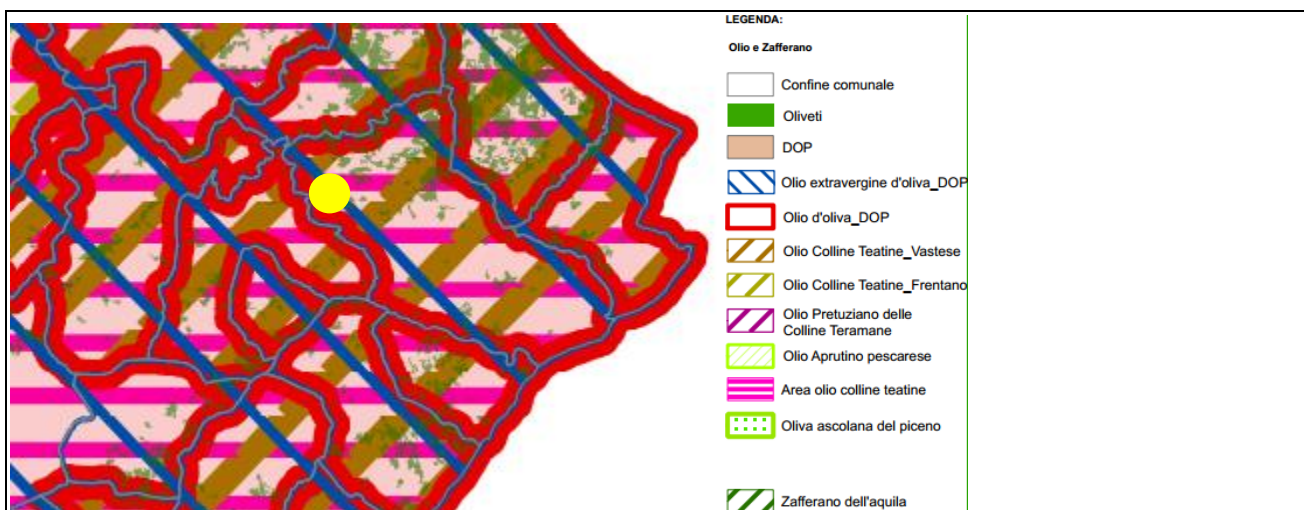 LEGENDA:
Olio e Zafferano
Confine comunale
Oliveti
DOP
Olio extravergine d'oliva_DOP
Olio d'oliva_DOP
Olio Colline Teatine_Vastese
Olio Colline Teatine_Frentano
Olio Pretuziano delle
Colline Teramane
Olio Aprutino pescarese
Area olio colline teatine
Oliva ascolana del piceno
Zafferano dell'aquila